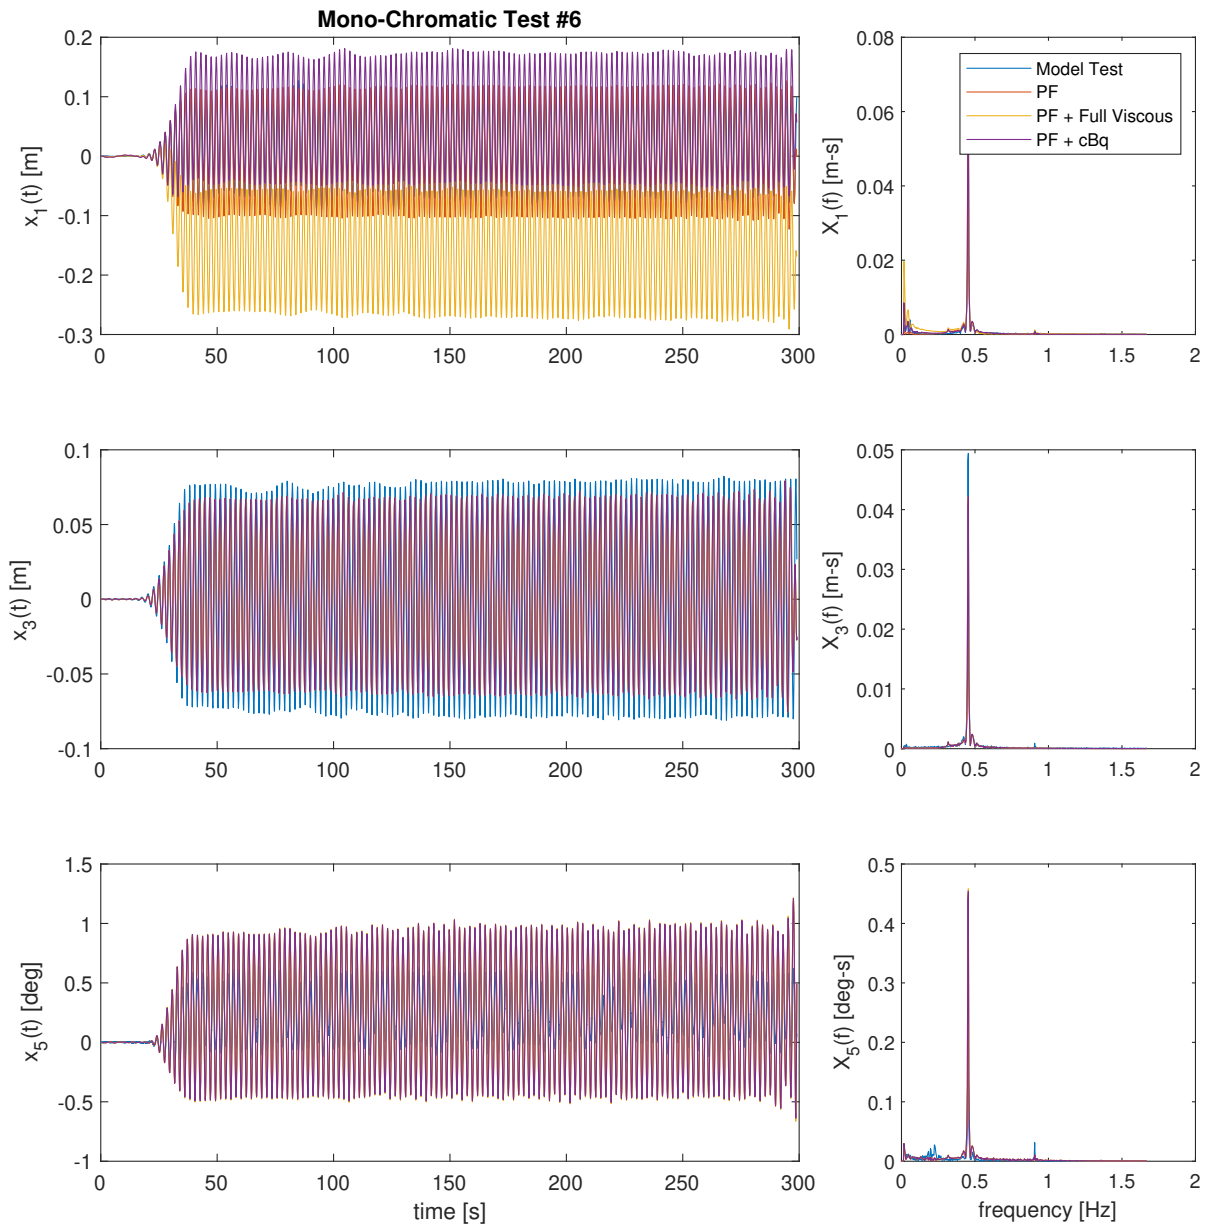 Mono-Chromatic Test #6
0.2
0.1
0
-0.1
-0.2
-0.3
x1(t) [m]
0 50 100 150 200 250 300
0.08
0.06
0.04
0.02
0
X1(f) [m-s]
0 0.5 1 1.5 2
Model Test
PF
PF + Full Viscous
PF + cBq
0.1
0.05
0
-0.05
-0.1
x3(t) [m]
0 50 100 150 200 250 300
0.05
0.04
0.03
0.02
0.01
0
X3(f) [m-s]
0 0.5 1 1.5 2
1.5
1
0.5
0
-0.5
-1
x5(t) [deg]
0 50 100 150 200 250 300
time [s]
0.5
0.4
0.3
0.2
0.1
0
X5(f) [deg-s]
0 0.5 1 1.5 2
frequency [Hz]